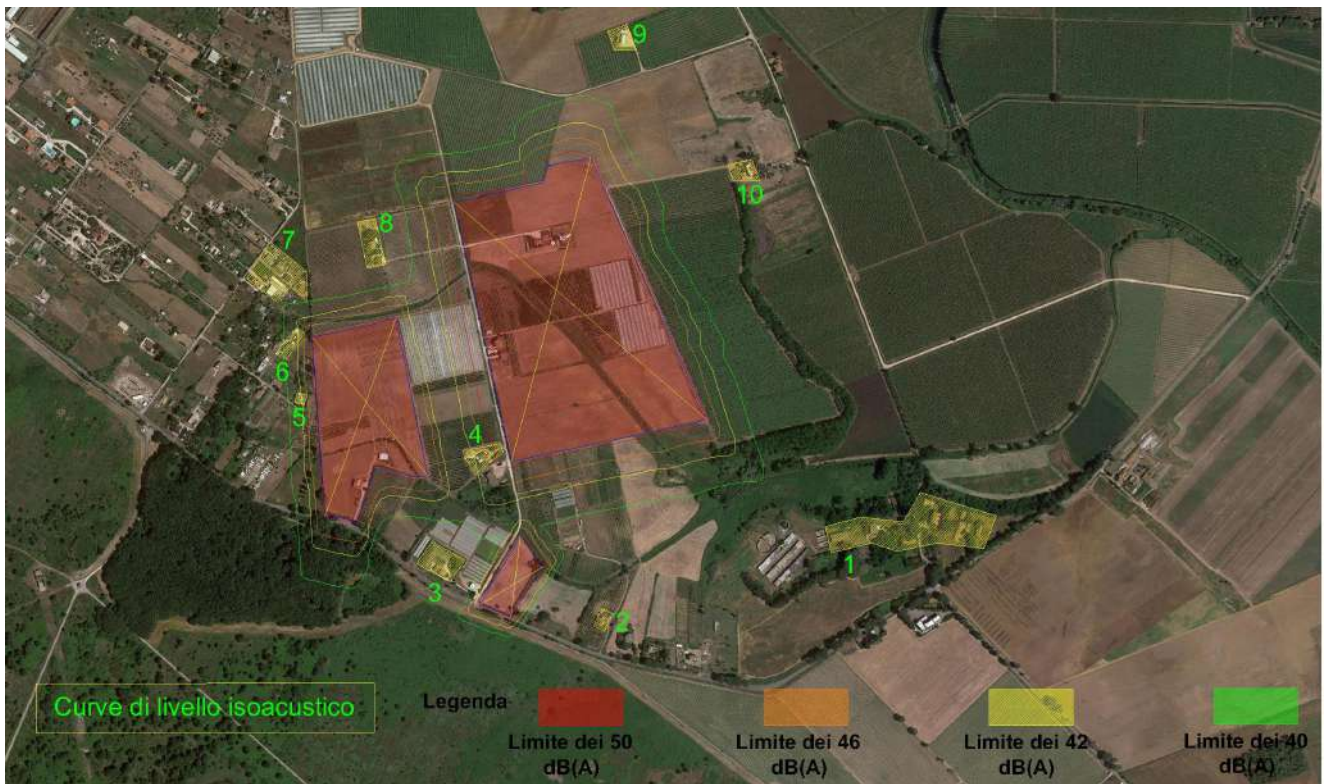 9
10
8
7
6
5
4
3
2
1
Curve di livello isoacustico
Legenda
Limite dei 50
dB(A)
Limite dei 46
dB(A)
Limite dei 42
dB(A)
Limite dei 40
dB(A)